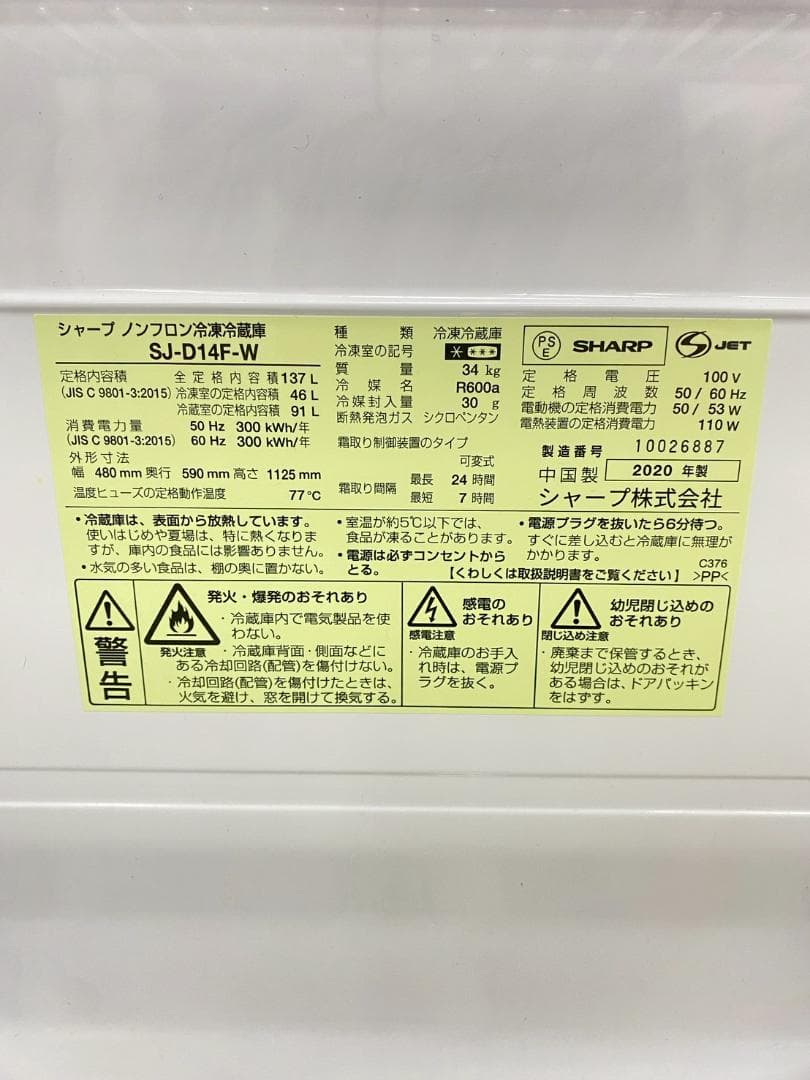 シャープ ノンフロン冷凍冷蔵庫
SJ-D14F-W
定格内容積 全定格内容積 137 L
(JIS C 9801-3:2015) 冷凍室の定格内容積 46 L
冷蔵室の定格内容積 91 L
消費電力量 50 Hz 300 kWh/年
(JIS C 9801-3:2015) 60 Hz 300 kWh/年
外形寸法
幅 480 mm 奥行 590 mm 高さ 1125 mm
温度ヒューズの定格動作温度 77℃
種類 冷凍冷蔵庫
冷凍室の記号 * ***
質量 34 kg
冷媒名 R600a
冷媒封入量 30 g
断熱発泡ガス シクロペンタン
霜取り制御装置のタイプ
可変式
霜取り間隔 最長 24 時間
最短 7 時間
PSE SHARP S JET
定格電圧 100 V
定格周波数 50 / 60 Hz
電動機の定格消費電力 50 / 53 W
電熱装置の定格消費電力 110 W
製造番号 10026887
中国製 2020 年製
シャープ株式会社
・冷蔵庫は、表面から放熱しています。
使いはじめや夏場は、特に熱くなりま
すが、庫内の食品には影響ありません。
・水気の多い食品は、棚の奥に置かない。
・室温が約5℃以下では、
食品が凍ることがあります。
・電源は必ずコンセントから
とる。
・電源プラグを抜いたら6分待つ。
すぐに差し込むと冷蔵庫に無理が
かかります。
C376
【くわしくは取扱説明書をご覧ください】 >PP<
警告
発火・爆発のおそれあり
発火注意
・冷蔵庫内で電気製品を使
わない。
・冷蔵庫背面・側面などに
ある冷却回路(配管)を傷付けない。
・冷却回路(配管)を傷付けたときは、
火気を避け、窓を開けて換気する。
感電の
おそれあり
感電注意
・冷蔵庫のお手入
れ時は、電源プ
ラグを抜く。
幼児閉じ込めの
おそれあり
閉じ込め注意
・廃棄まで保管するとき、
幼児閉じ込めのおそれが
ある場合は、ドアパッキン
をはずす。